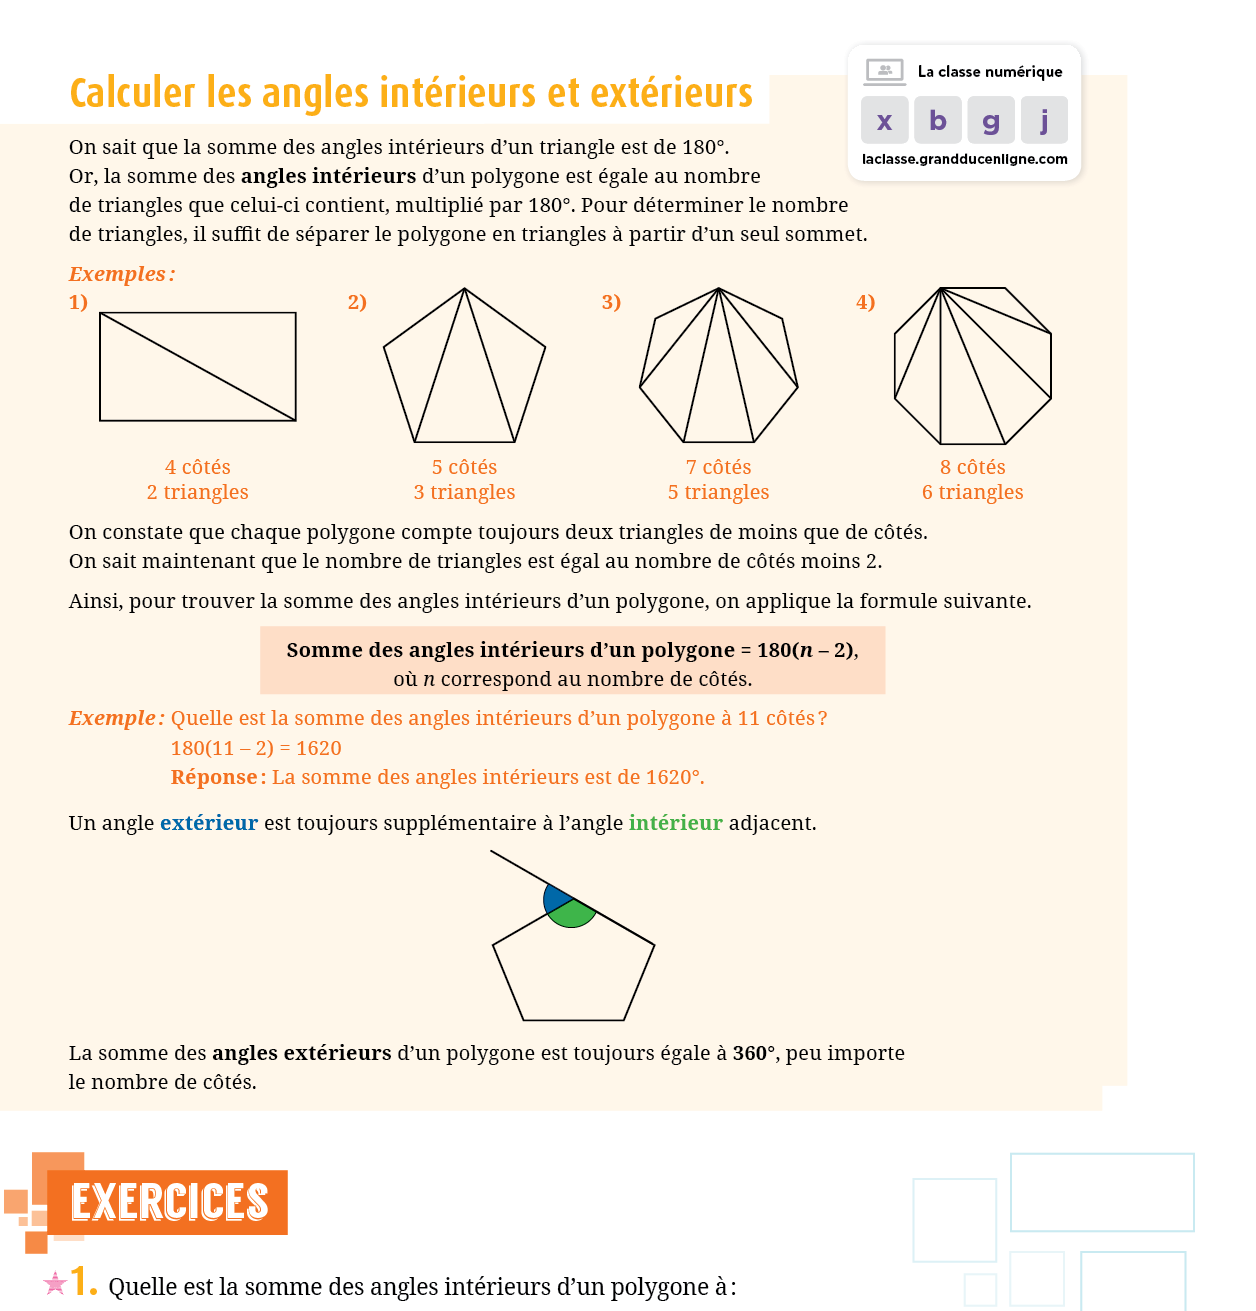 Calculer les angles intérieurs et extérieurs
La classe numérique
x b g j
laclasse.grandducenligne.com
On sait que la somme des angles intérieurs d’un triangle est de 180°.
Or, la somme des angles intérieurs d’un polygone est égale au nombre
de triangles que celui-ci contient, multiplié par 180°. Pour déterminer le nombre
de triangles, il suffit de séparer le polygone en triangles à partir d’un seul sommet.
Exemples :
1) 2) 3) 4)
4 côtés 5 côtés 7 côtés 8 côtés
2 triangles 3 triangles 5 triangles 6 triangles
On constate que chaque polygone compte toujours deux triangles de moins que de côtés.
On sait maintenant que le nombre de triangles est égal au nombre de côtés moins 2.
Ainsi, pour trouver la somme des angles intérieurs d’un polygone, on applique la formule suivante.
Somme des angles intérieurs d’un polygone = 180(n – 2),
où n correspond au nombre de côtés.
Exemple : Quelle est la somme des angles intérieurs d’un polygone à 11 côtés ?
180(11 – 2) = 1620
Réponse : La somme des angles intérieurs est de 1620°.
Un angle extérieur est toujours supplémentaire à l’angle intérieur adjacent.
La somme des angles extérieurs d’un polygone est toujours égale à 360°, peu importe
le nombre de côtés.
EXERCICES
1. Quelle est la somme des angles intérieurs d’un polygone à :